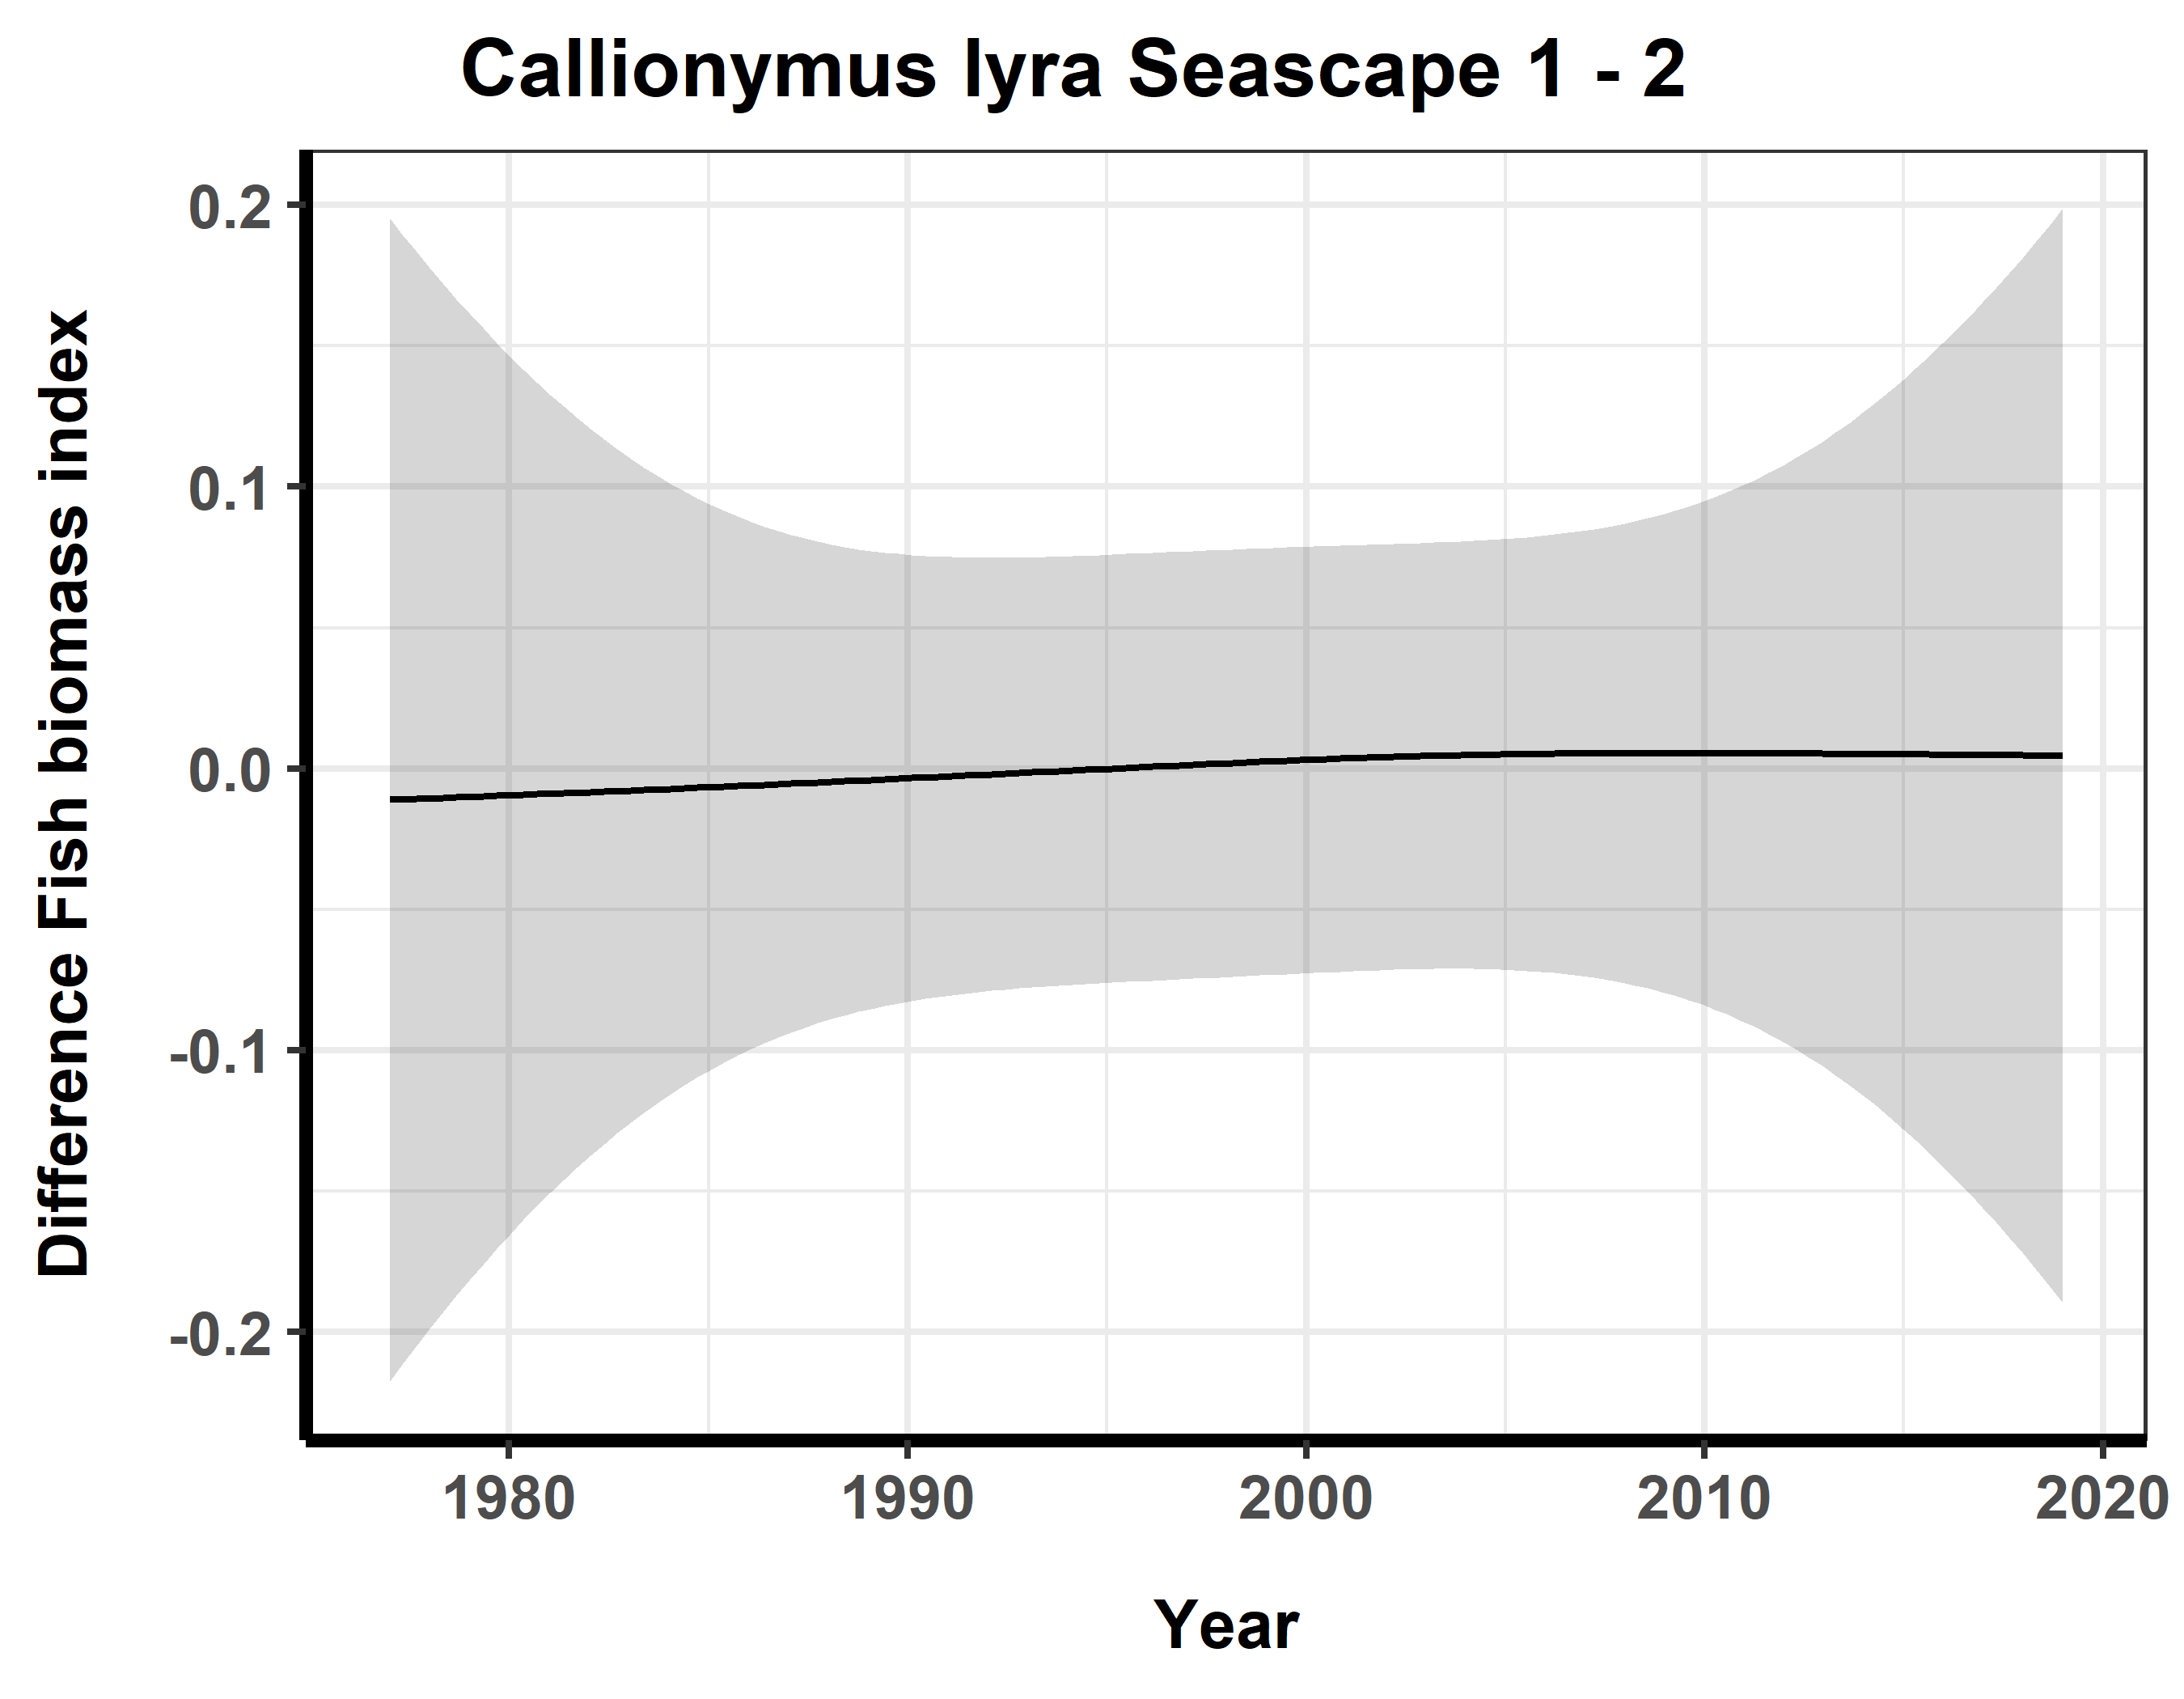 Callionymus lyra Seascape 1 - 2
Difference Fish biomass index
0.2
0.1
0.0
-0.1
-0.2
1980 1990 2000 2010 2020
Year